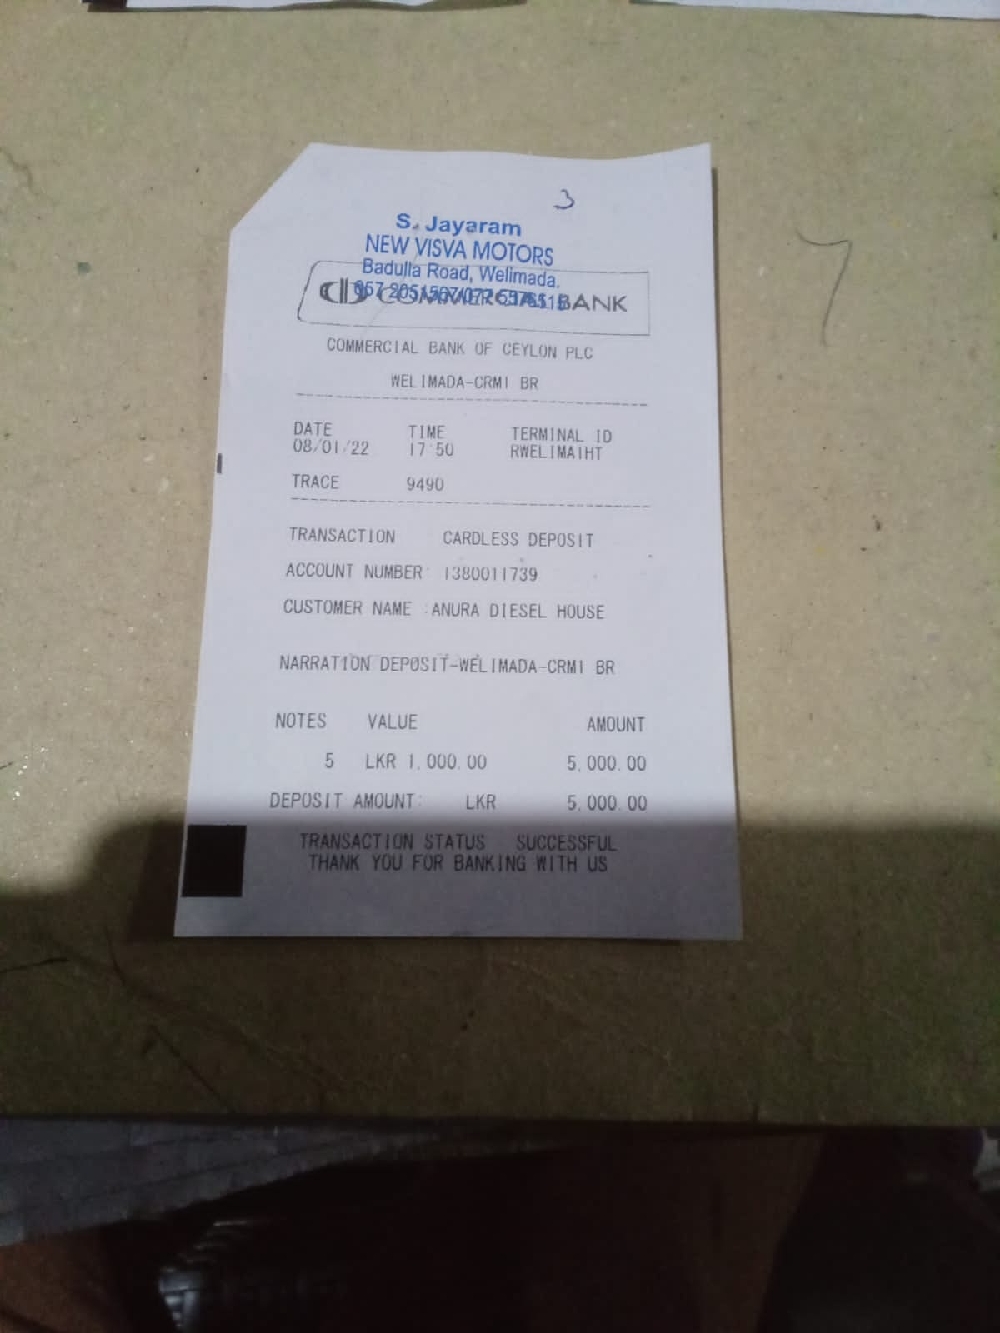 3
S. Jayaram
NEW VISVA MOTORS
Badulla Road, Welimada.
COMMERCIAL BANK
COMMERCIAL BANK OF CEYLON PLC
WELIMADA-CRM1 BR
DATE TIME TERMINAL ID
08/01/22 17:50 RWELIMA1HT
TRACE 9490
TRANSACTION CARDLESS DEPOSIT
ACCOUNT NUMBER 1380011739
CUSTOMER NAME :ANURA DIESEL HOUSE
NARRATION DEPOSIT-WELIMADA-CRM1 BR
NOTES VALUE AMOUNT
5 LKR 1,000.00 5,000.00
DEPOSIT AMOUNT: LKR 5,000.00
TRANSACTION STATUS SUCCESSFUL
THANK YOU FOR BANKING WITH US